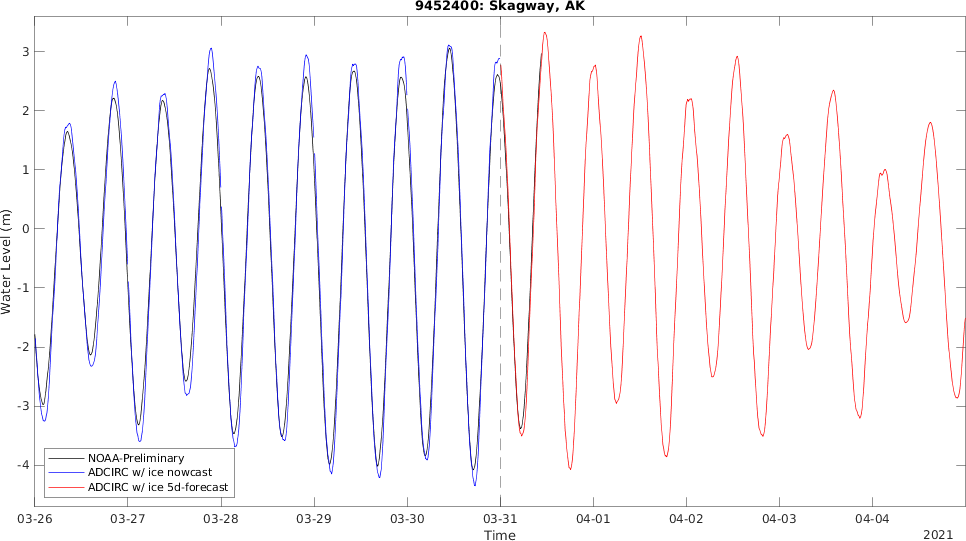 9452400: Skagway, AK
3
2
1
0
-1
-2
-3
-4
Water Level (m)
NOAA-Preliminary
ADCIRC w/ ice nowcast
ADCIRC w/ ice 5d-forecast
03-26 03-27 03-28 03-29 03-30 03-31 04-01 04-02 04-03 04-04
Time
2021